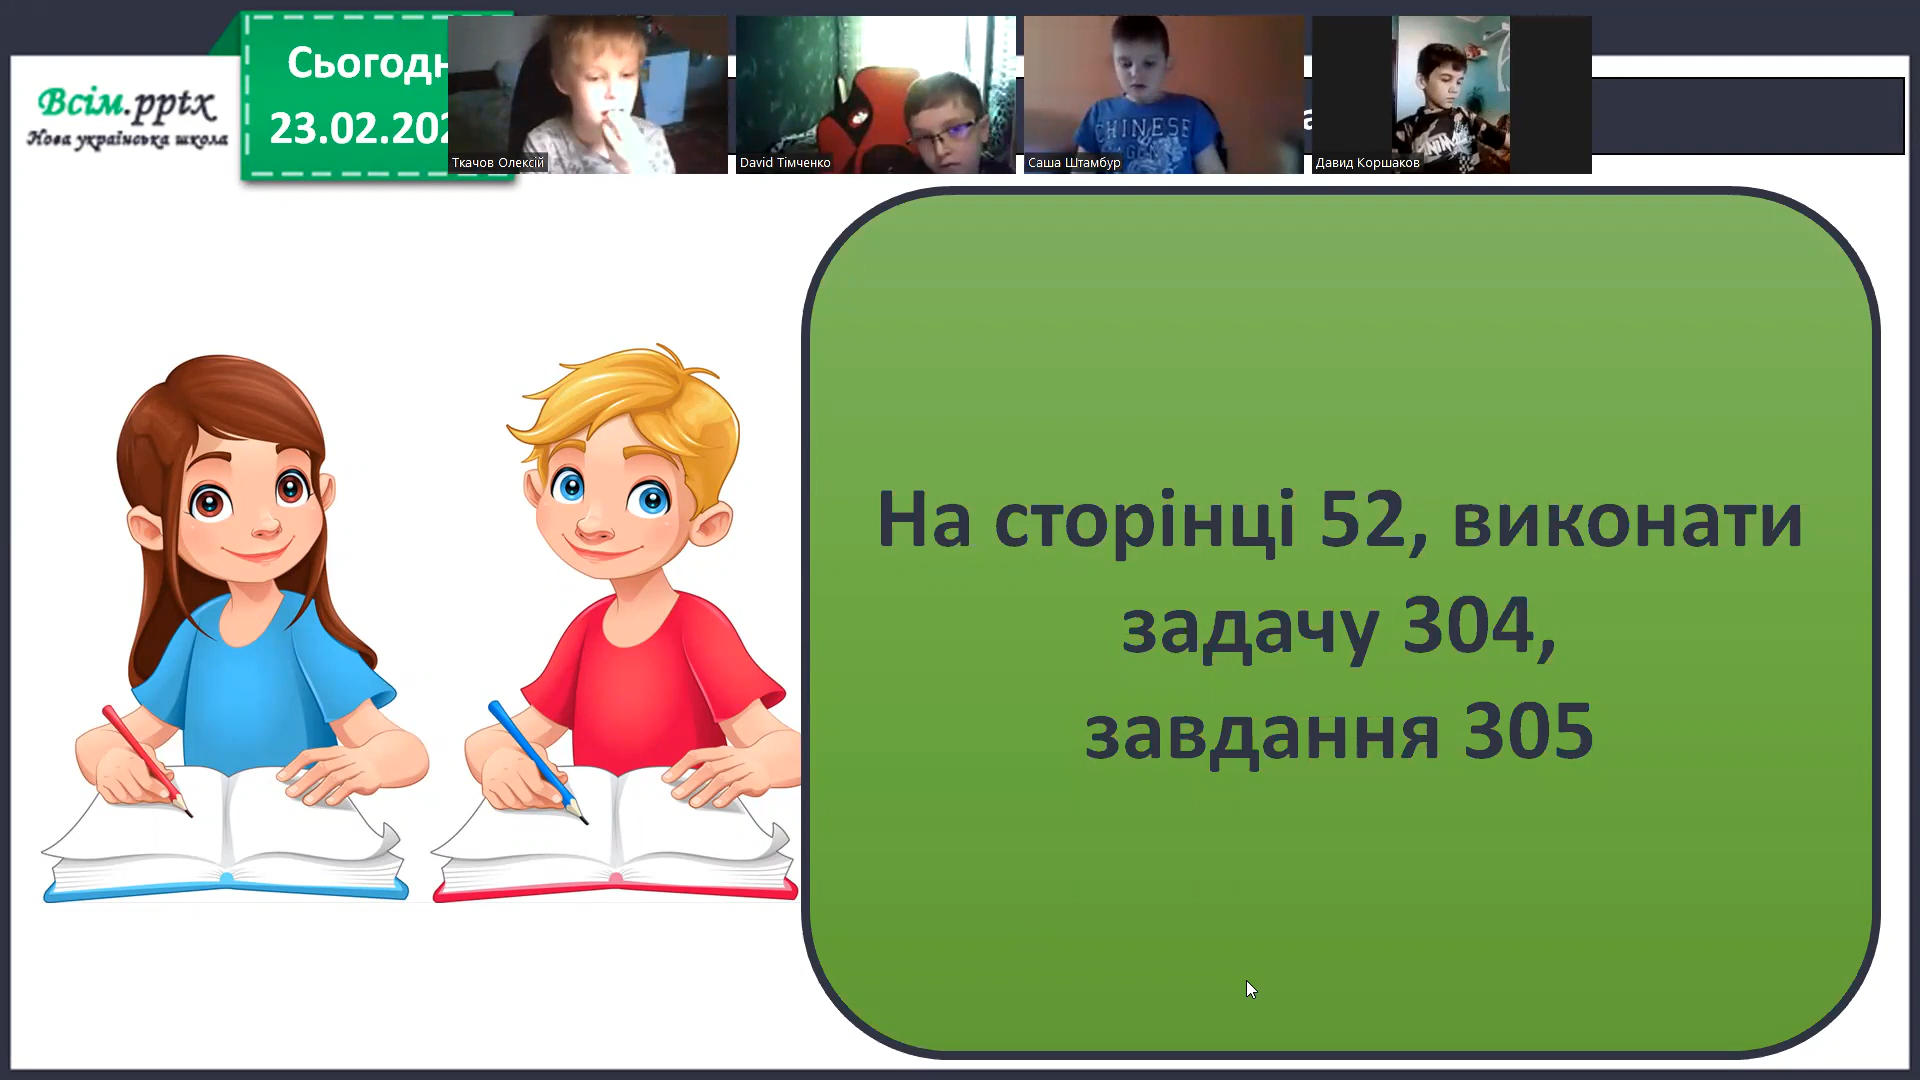 Всім.pptx
Нова українська школа
Сьогодн
23.02.202
Ткачов Олексій
David Тімченко
Саша Штамбур
Давид Коршаков
CHINESE
На сторінці 52, виконати
задачу 304,
завдання 305